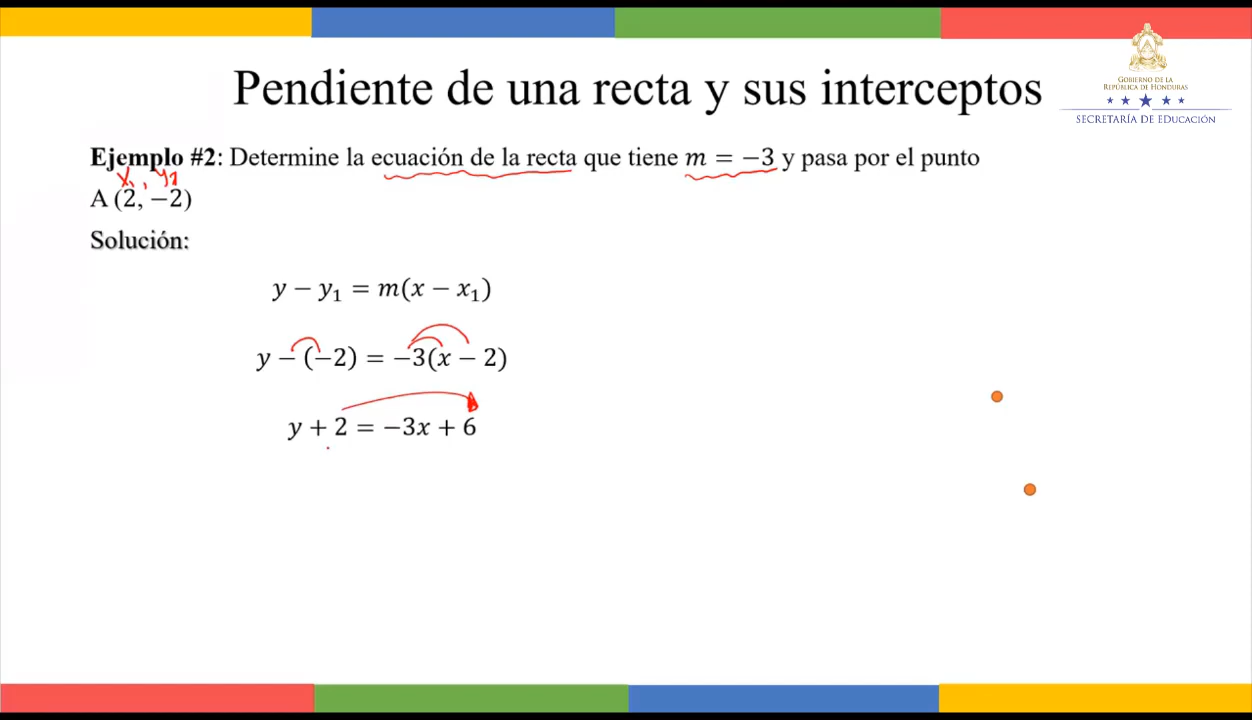 Pendiente de una recta y sus interceptos
GOBIERNO DE LA
REPÚBLICA DE HONDURAS
SECRETARÍA DE EDUCACIÓN
Ejemplo #2: Determine la ecuación de la recta que tiene m = −3 y pasa por el punto
x₁ , y₁
A (2, −2)
Solución:
y − y₁ = m(x − x₁)
y − (−2) = −3(x − 2)
y + 2 = −3x + 6